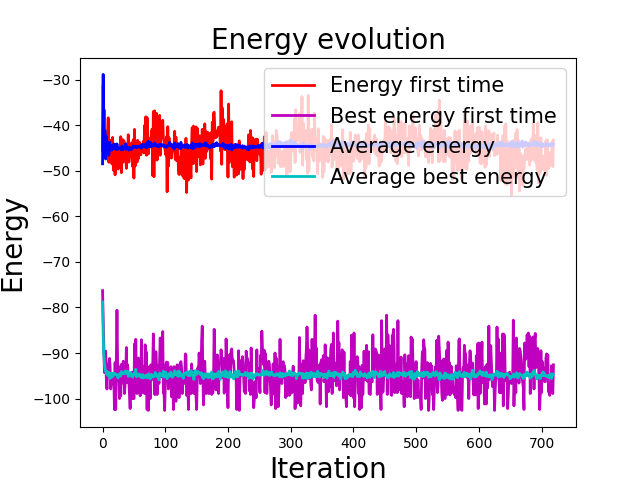 Energy evolution
Energy first time
Best energy first time
Average energy
Average best energy
Energy
−30
−40
−50
−60
−70
−80
−90
−100
0 100 200 300 400 500 600 700
Iteration